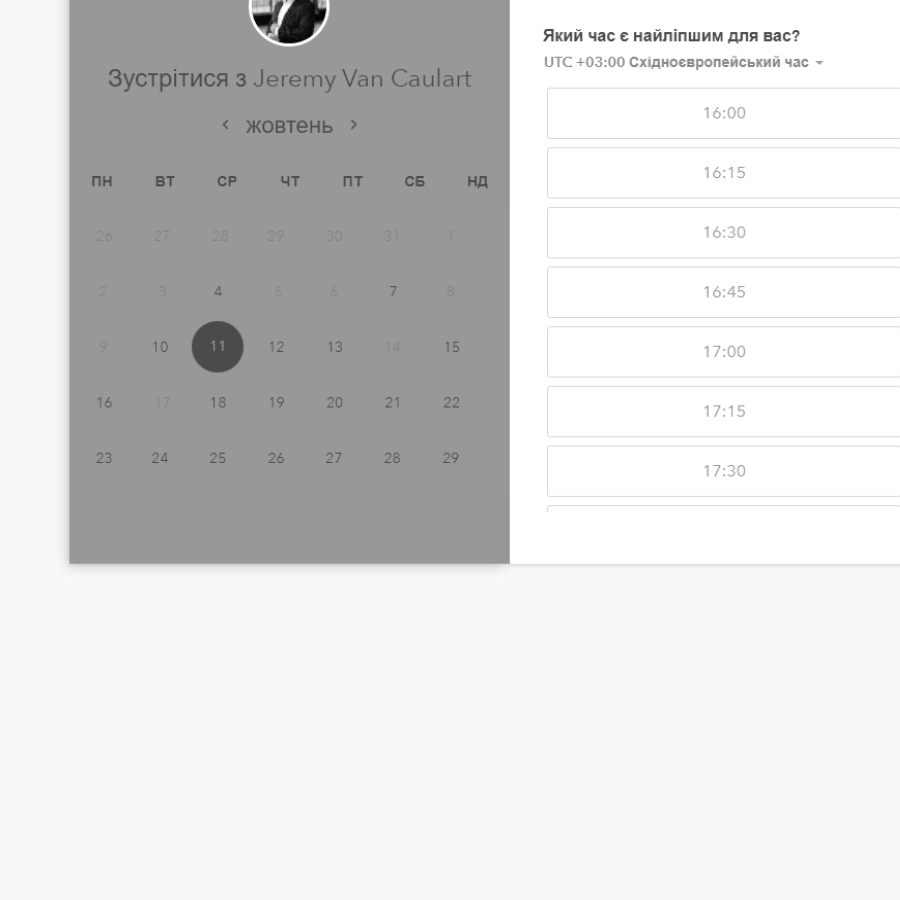 Зустрітися з Jeremy Van Caulart
жовтень
ПН ВТ СР ЧТ ПТ СБ НД
26 27 28 29 30 31 1
2 3 4 5 6 7 8
9 10 11 12 13 14 15
16 17 18 19 20 21 22
23 24 25 26 27 28 29
Який час є найліпшим для вас?
UTC +03:00 Східноєвропейський час
16:00
16:15
16:30
16:45
17:00
17:15
17:30